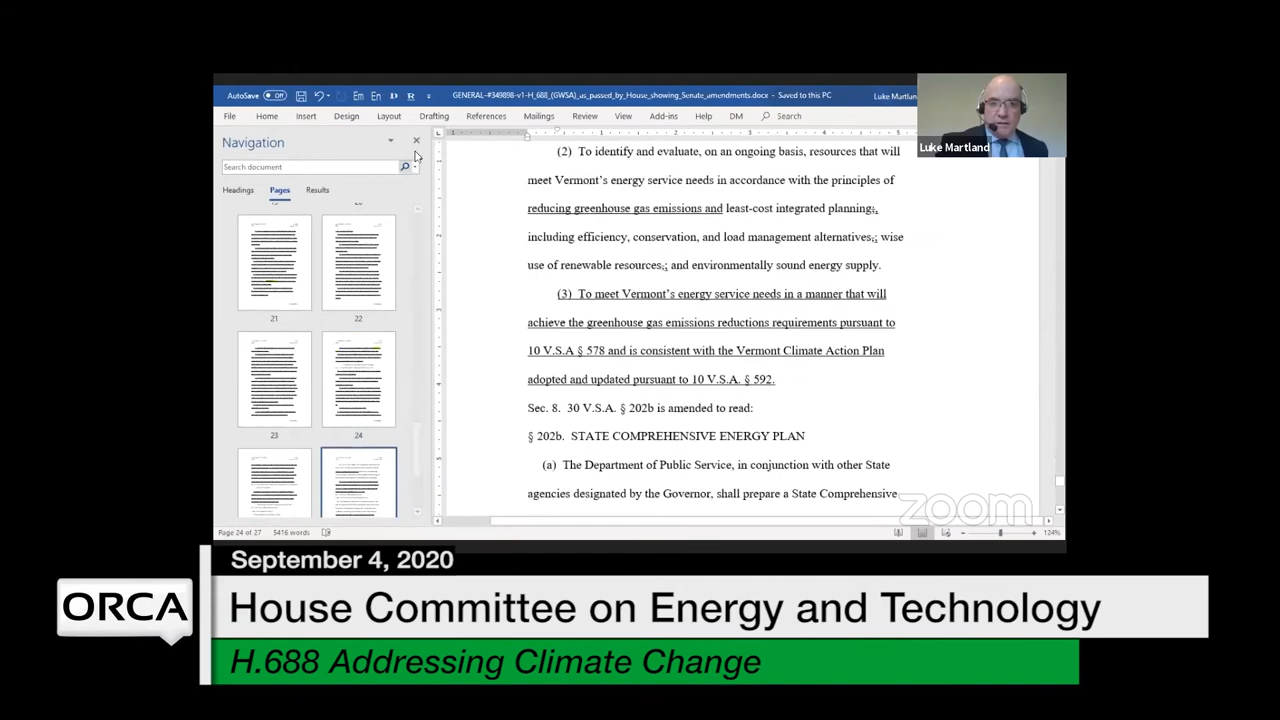 AutoSave Off Em En D R GENERAL-#349898-v1-H_688_(GWSA)_as_passed_by_House_showing_Senate_amendments.docx - Saved to this PC Luke Martland
File Home Insert Design Layout References Mailings Review View Add-ins Help DM Search
Luke Martland
Navigation
Search document
Headings Pages Results
21 22
23 24
(2) To identify and evaluate, on an ongoing basis, resources that will
meet Vermont's energy service needs in accordance with the principles of
reducing greenhouse gas emissions and least-cost integrated planning;,
including efficiency, conservation, and load management alternatives,; wise
use of renewable resources,; and environmentally sound energy supply.
(3) To meet Vermont's energy service needs in a manner that will
achieve the greenhouse gas emissions reductions requirements pursuant to
10 V.S.A § 578 and is consistent with the Vermont Climate Action Plan
adopted and updated pursuant to 10 V.S.A. § 592.
Sec. 8. 30 V.S.A. § 202b is amended to read:
§ 202b. STATE COMPREHENSIVE ENERGY PLAN
(a) The Department of Public Service, in conjunction with other State
agencies designated by the Governor, shall prepare a State Comprehensive
zoom
Page 24 of 27 5416 words 124%
September 4, 2020
ORCA
House Committee on Energy and Technology
H.688 Addressing Climate Change